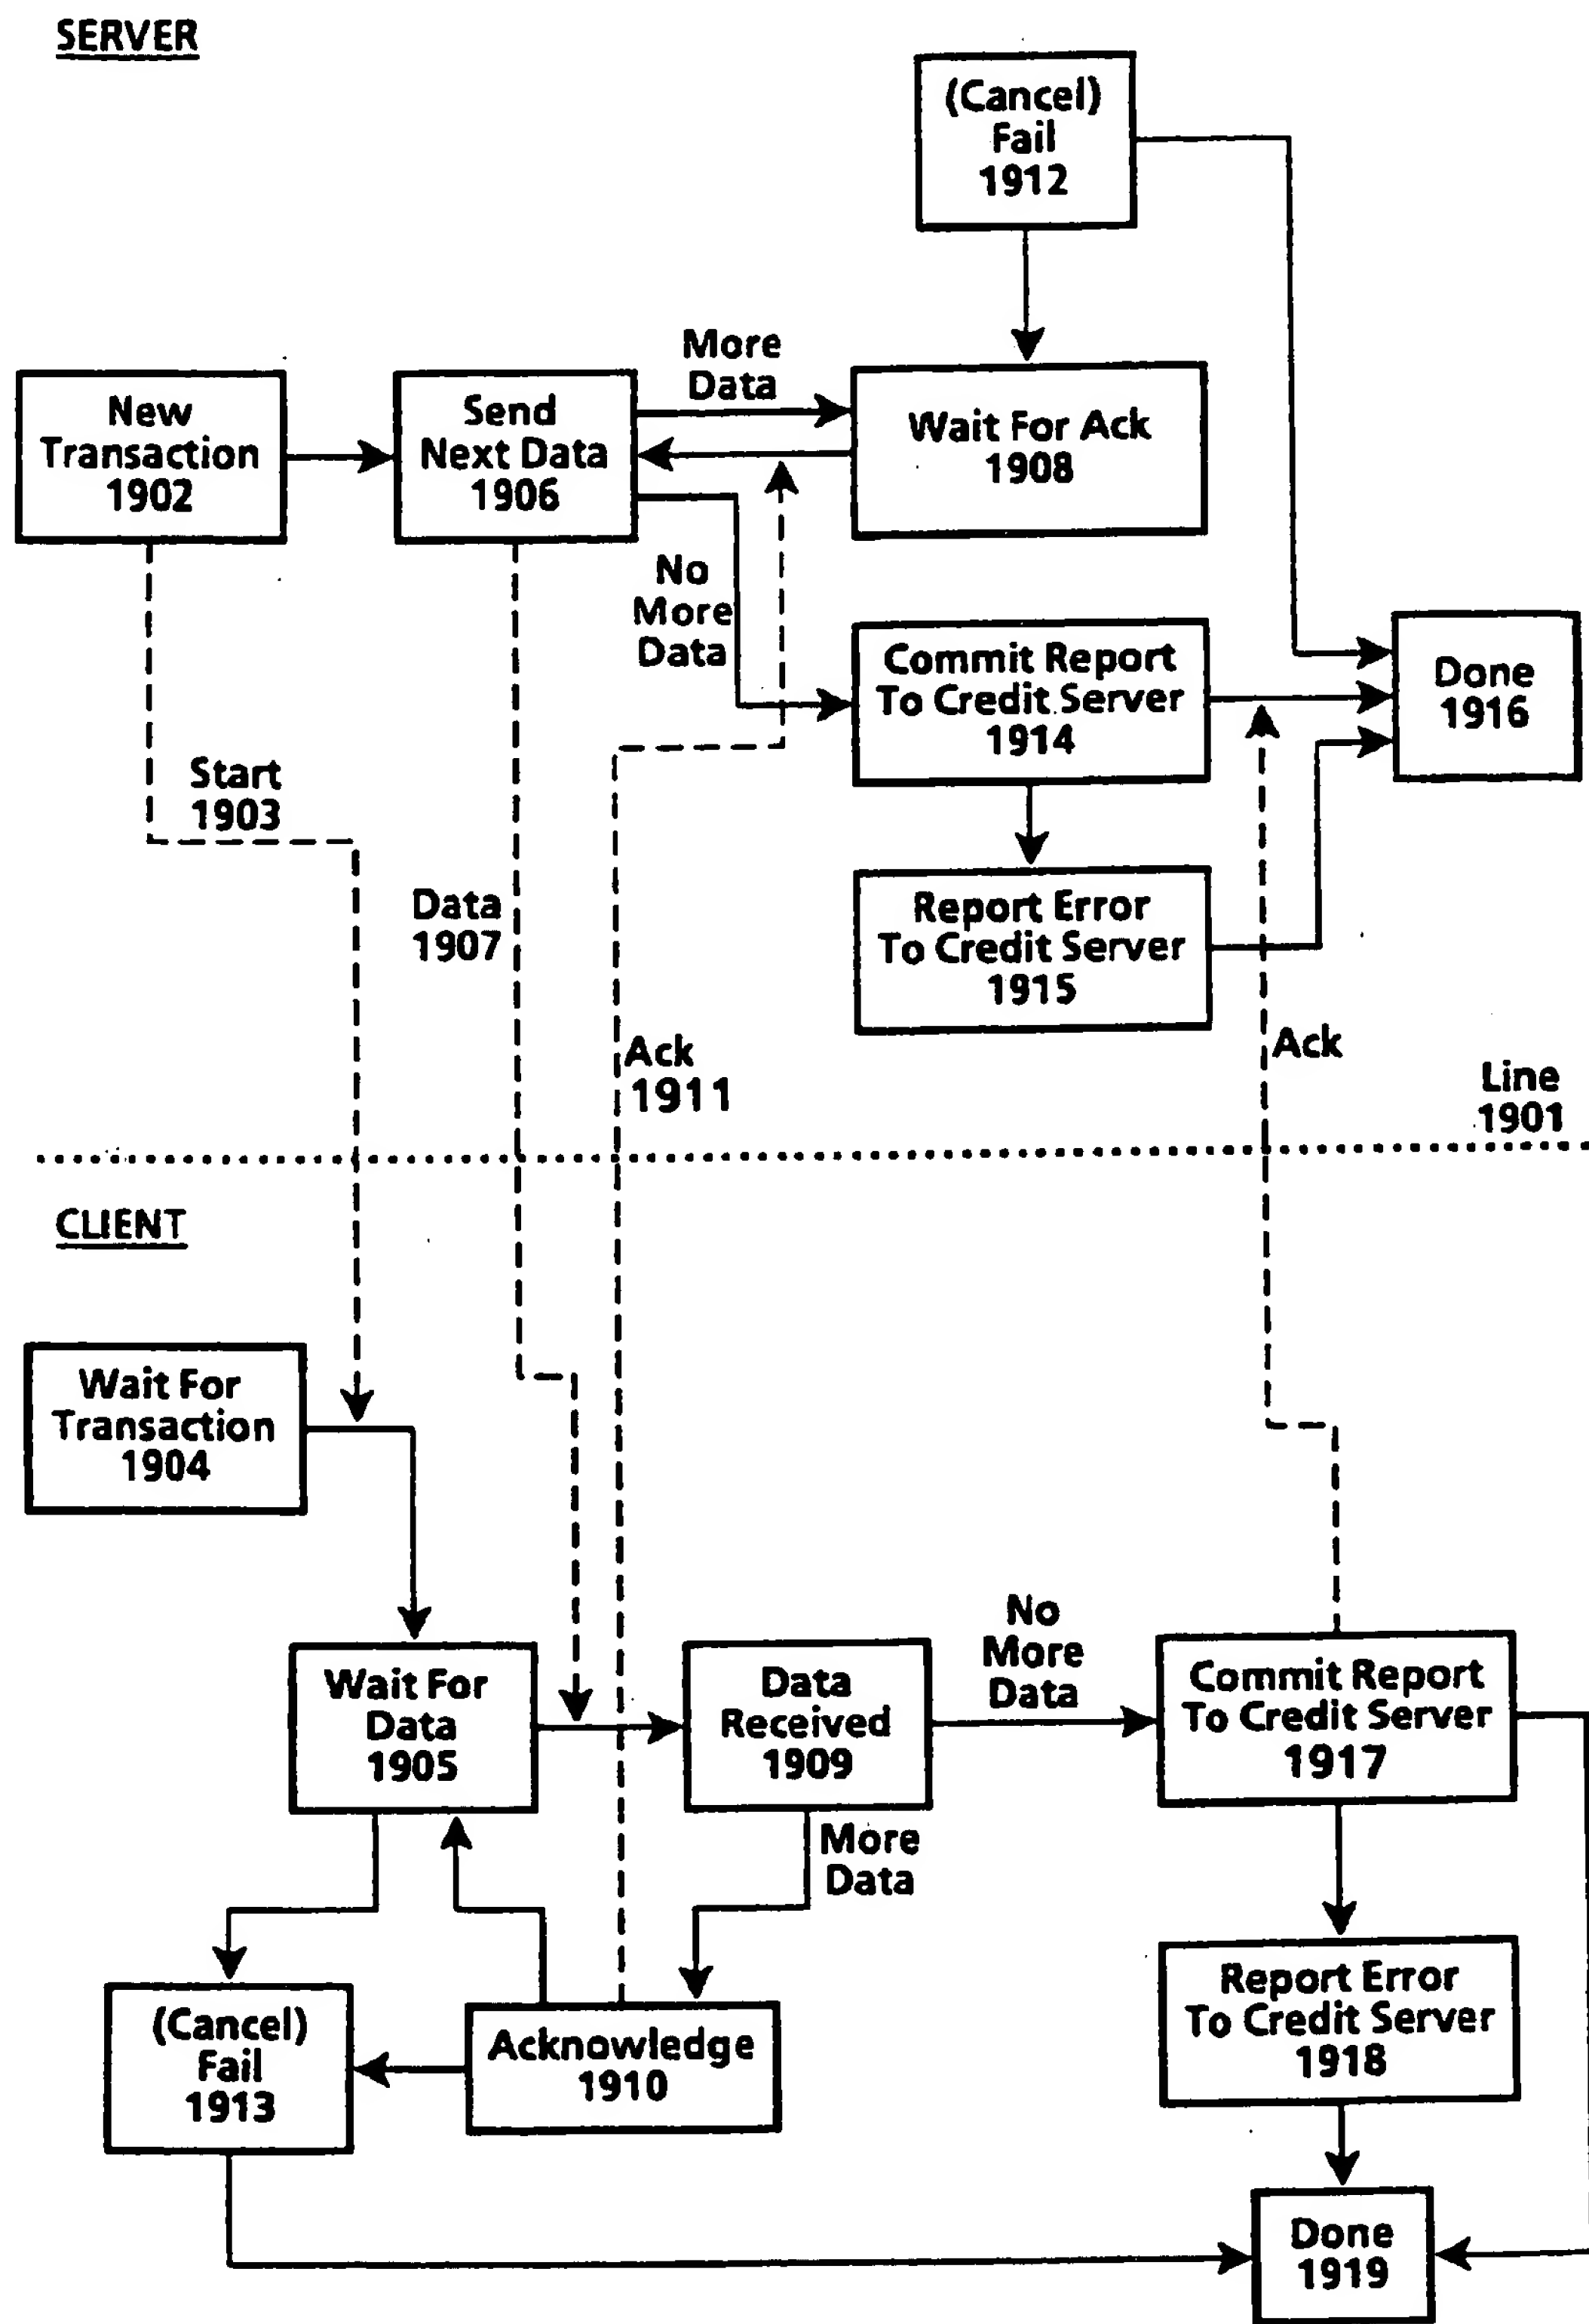 SERVER
(Cancel)
Fail
1912
More
Data
New
Transaction
1902
Send
Next Data
1906
Wait For Ack
1908
No
More
Data
Commit Report
To Credit Server
1914
Done
1916
Start
1903
Data
1907
Report Error
To Credit Server
1915
Ack
1911
Ack
Line
1901
CLIENT
Wait For
Transaction
1904
Wait For
Data
1905
Data
Received
1909
No
More
Data
Commit Report
To Credit Server
1917
More
Data
(Cancel)
Fail
1913
Acknowledge
1910
Report Error
To Credit Server
1918
Done
1919